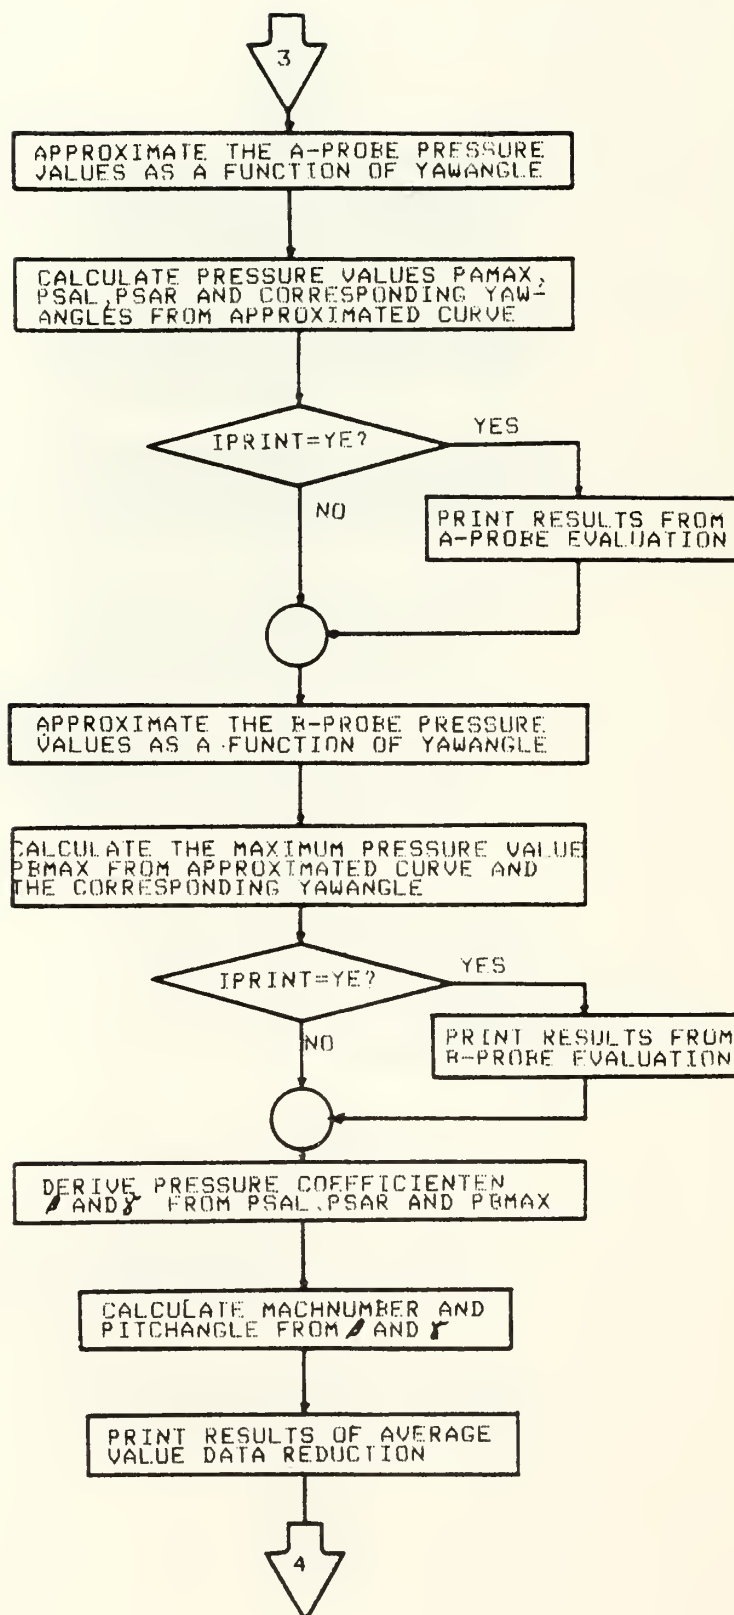 3
APPROXIMATE THE A-PROBE PRESSURE
VALUES AS A FUNCTION OF YAWANGLE
CALCULATE PRESSURE VALUES PAMAX,
PSAL,PSAR AND CORRESPONDING YAW-
ANGLES FROM APPROXIMATED CURVE
IPRINT=YE?
YES
NO
PRINT RESULTS FROM
A-PROBE EVALUATION
APPROXIMATE THE B-PROBE PRESSURE
VALUES AS A FUNCTION OF YAWANGLE
CALCULATE THE MAXIMUM PRESSURE VALUE
PBMAX FROM APPROXIMATED CURVE AND
THE CORRESPONDING YAWANGLE
IPRINT=YE?
YES
NO
PRINT RESULTS FROM
B-PROBE EVALUATION
DERIVE PRESSURE COEFFICIENTEN
β AND γ FROM PSAL,PSAR AND PBMAX
CALCULATE MACHNUMBER AND
PITCHANGLE FROM β AND γ
PRINT RESULTS OF AVERAGE
VALUE DATA REDUCTION
4